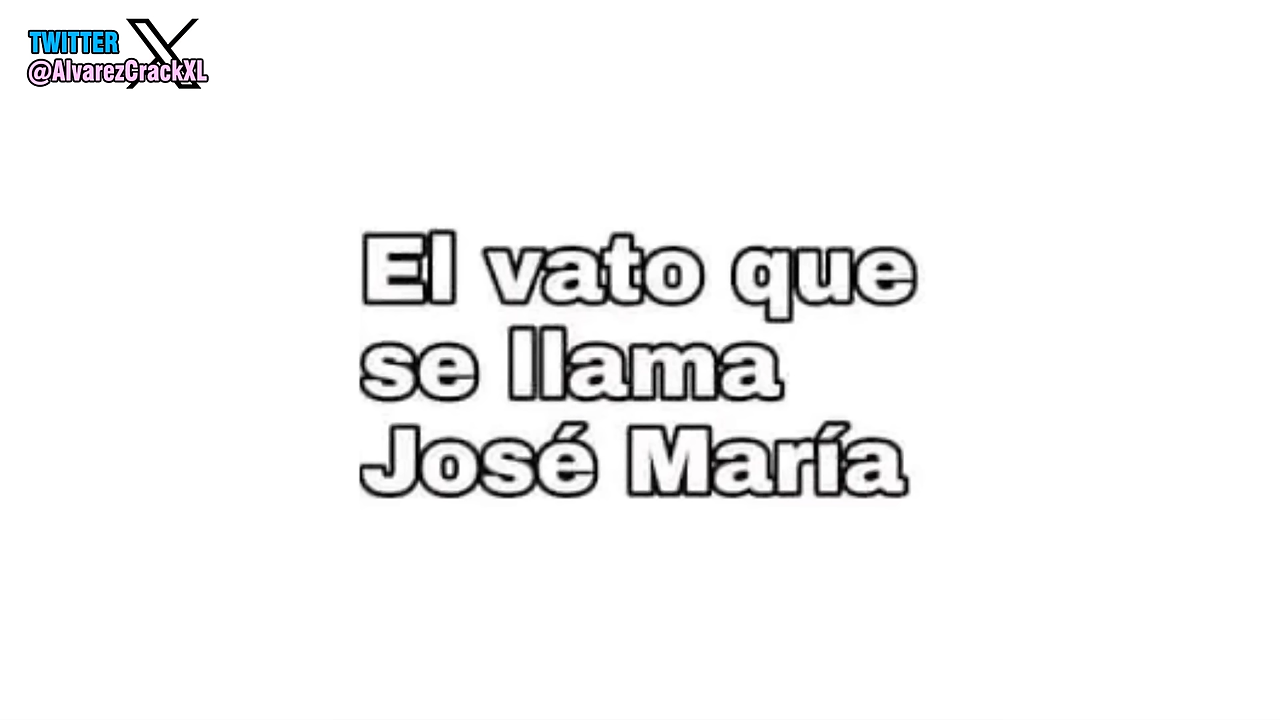 TWITTER X
@AlvarezCrackXL
El vato que
se llama
José María